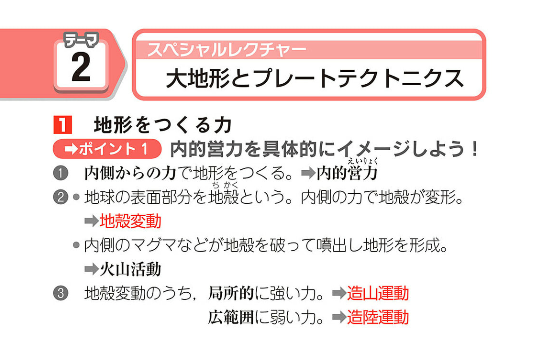 テーマ
2
スペシャルレクチャー
大地形とプレートテクトニクス
1 地形をつくる力
➡ポイント1 内的営力を具体的にイメージしよう！
えいりょく
❶ 内側からの力で地形をつくる。➡内的営力
ちかく
❷ ●地球の表面部分を地殻という。内側の力で地殻が変形。
➡地殻変動
●内側のマグマなどが地殻を破って噴出し地形を形成。
➡火山活動
❸ 地殻変動のうち，局所的に強い力。➡造山運動
広範囲に弱い力。➡造陸運動